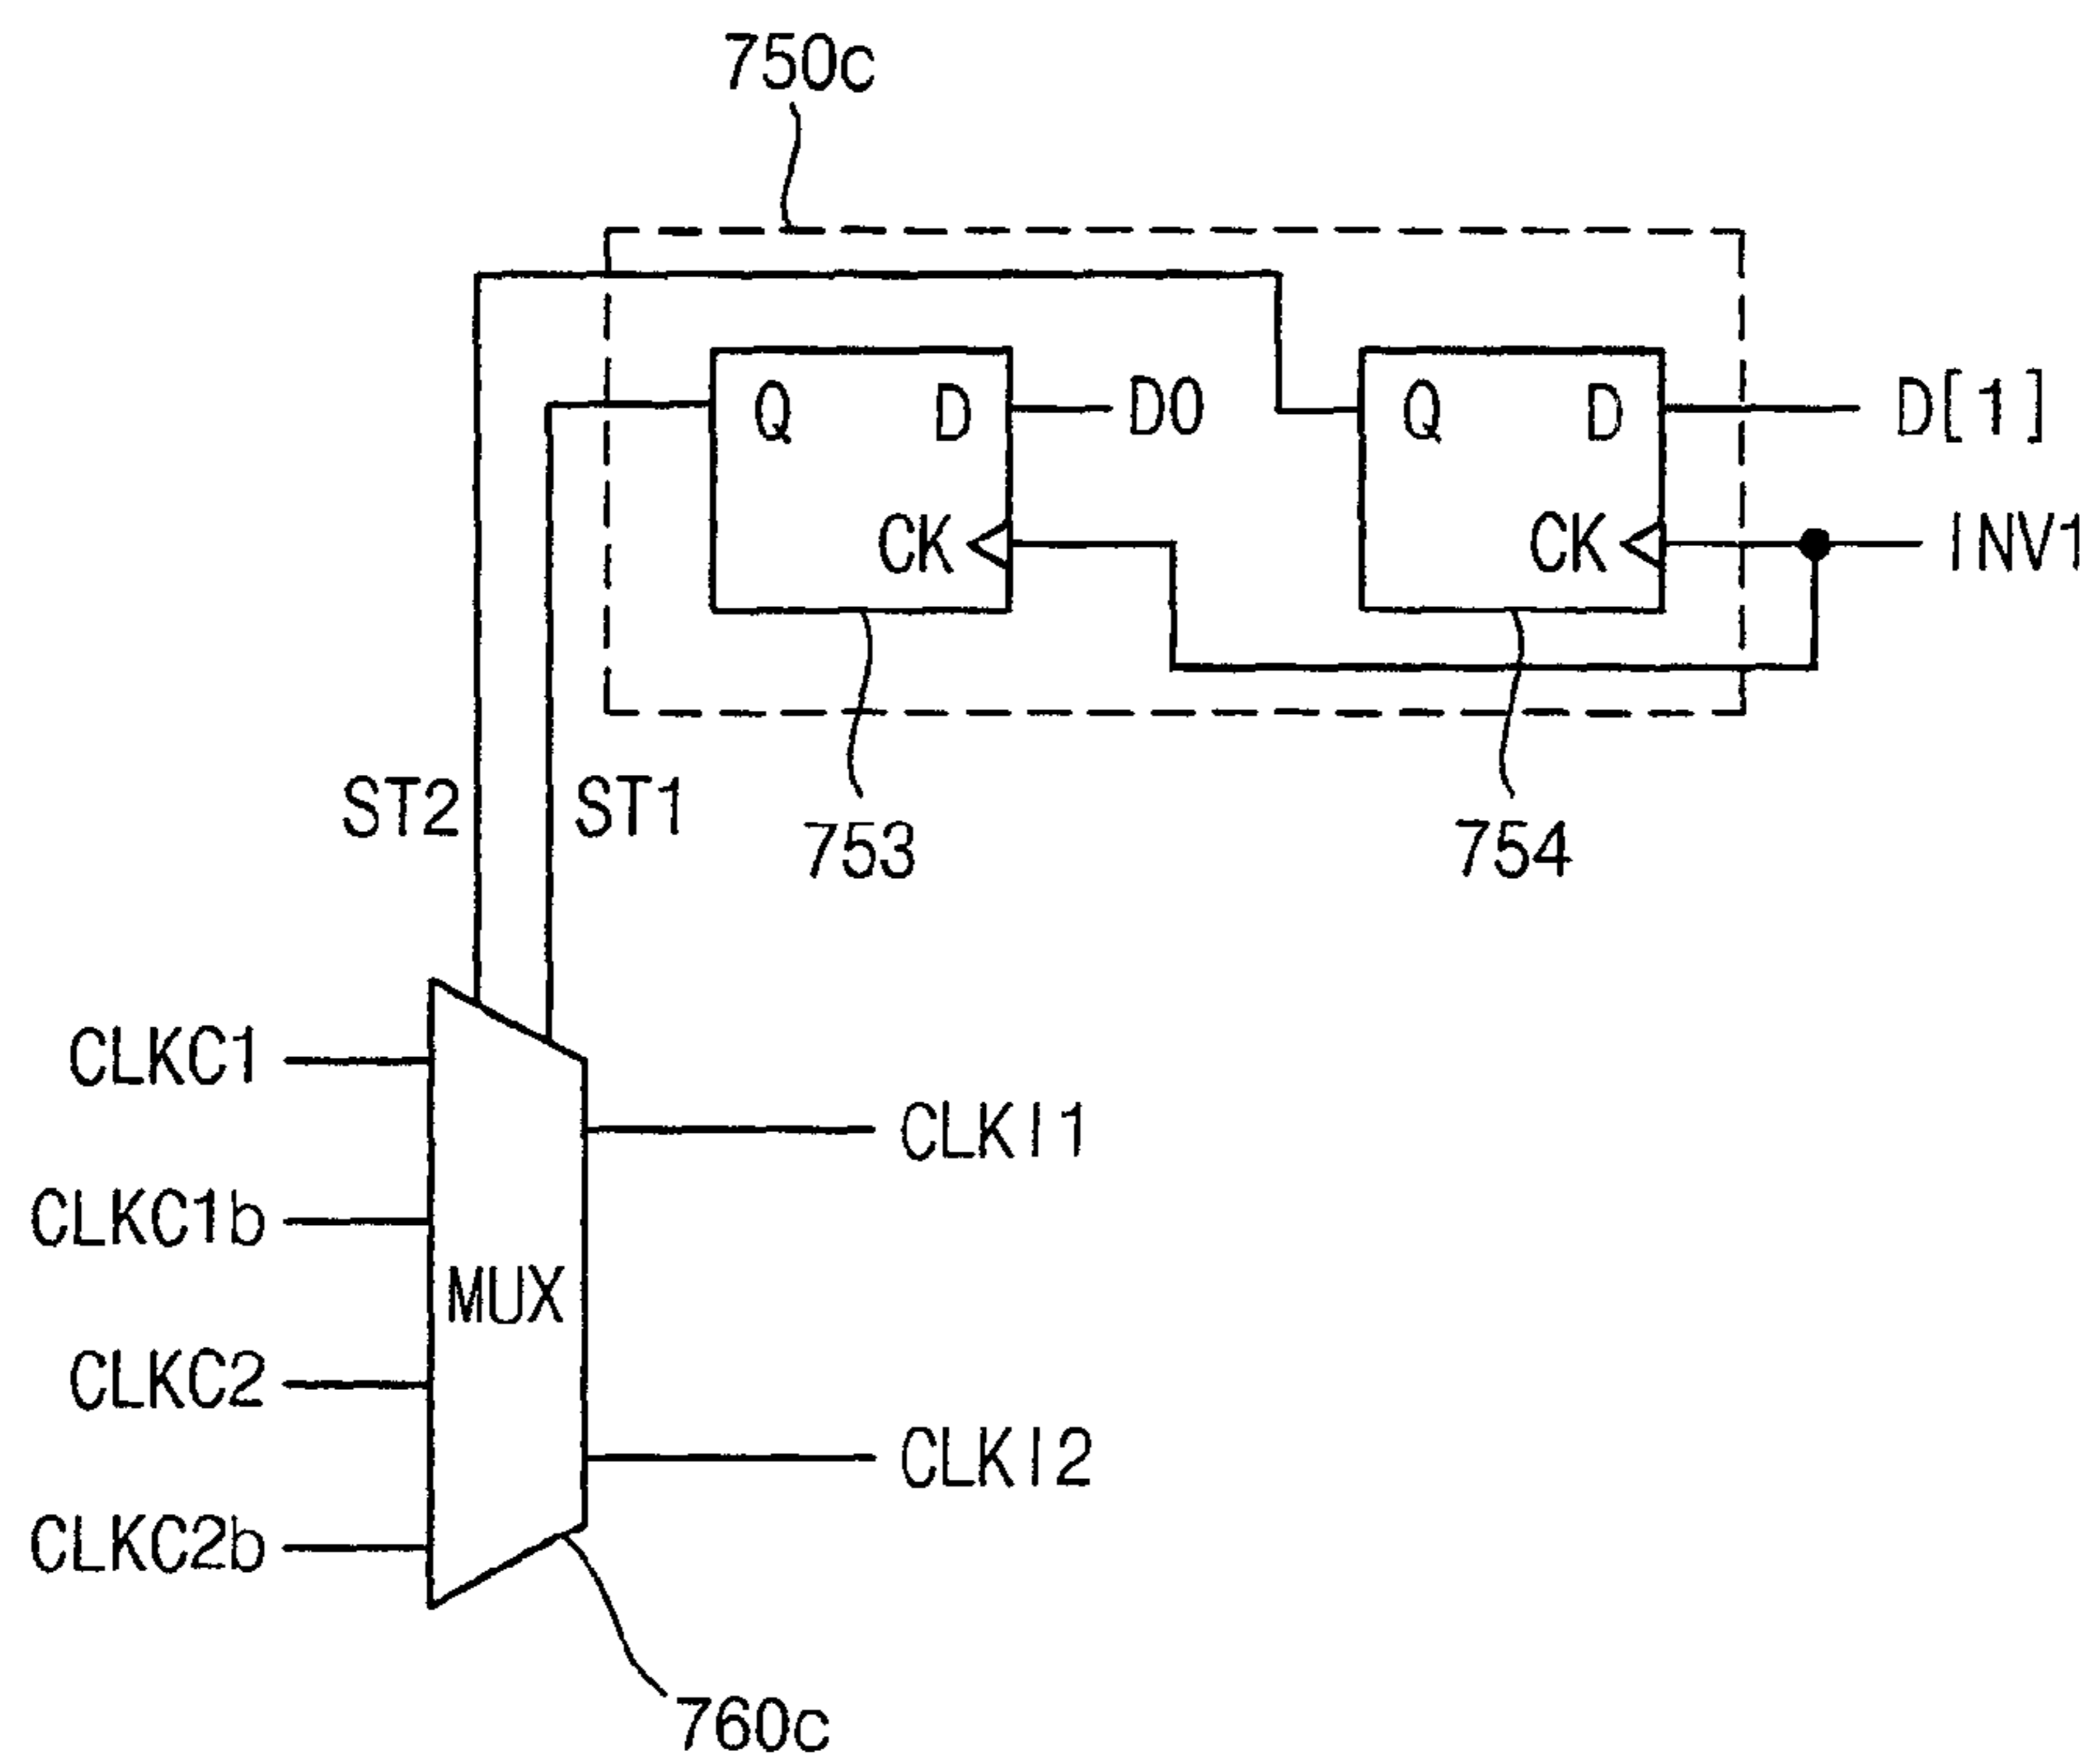 750c
Q D D0
Q D D[1]
CK
CK INV1
ST2 ST1
753
754
CLKC1
CLKI1
CLKC1b
MUX
CLKC2
CLKI2
CLKC2b
760c